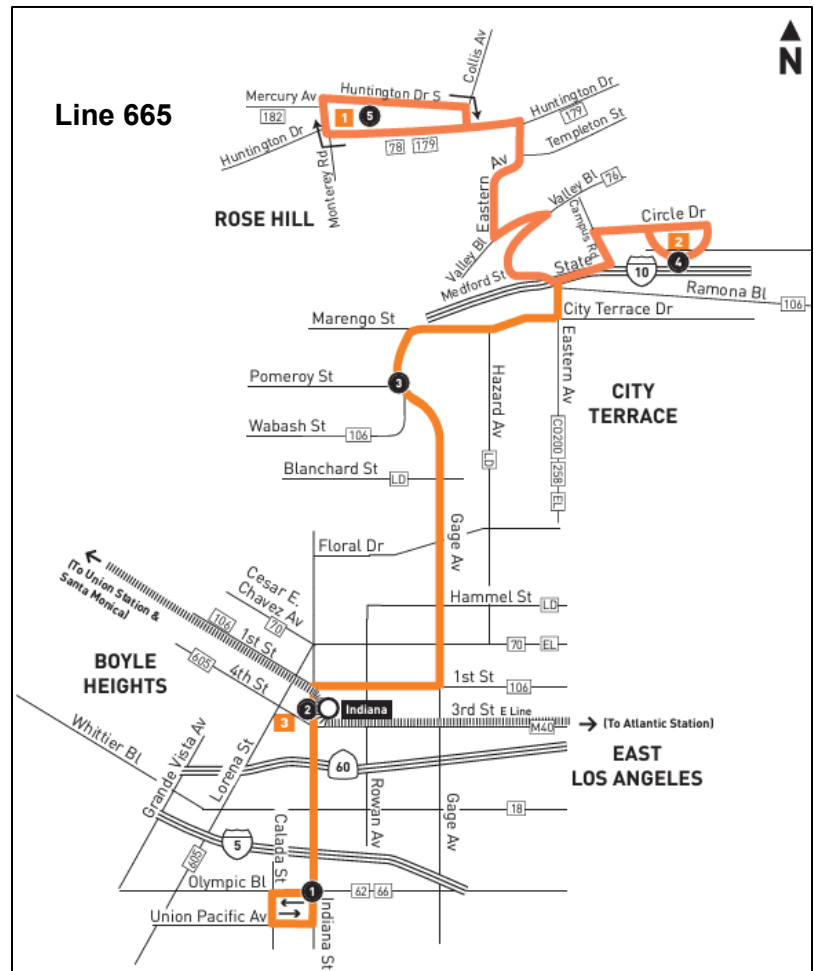 N
Line 665
Collis Av
Mercury Av
Huntington Dr S
182
1
5
Huntington Dr
179
Huntington Dr
78
179
Templeton St
Monterey Rd
ROSE HILL
Eastern
Av
Valley Bl
76
Valley Bl
Campus Rd
Circle Dr
2
4
State
10
Medford St
Ramona Bl
106
Marengo St
City Terrace Dr
Pomeroy St
3
Hazard Av
Eastern Av
CITY
TERRACE
Wabash St
106
LD
CO200
258
EL
Blanchard St
LD
Gage Av
Floral Dr
(To Union Station &
Santa Monica)
Cesar E.
Chavez Av
70
Hammel St
LD
106
1st St
70
EL
BOYLE
HEIGHTS
605
4th St
1st St
106
2
Indiana
3
3rd St
E Line
M40
(To Atlantic Station)
Whittier Bl
Grande Vista Av
Lorena St
60
EAST
LOS ANGELES
Rowan Av
Gage Av
18
5
Calada St
605
Olympic Bl
1
62
66
Union Pacific Av
Indiana St